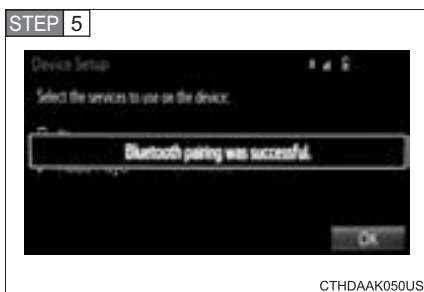 STEP 5
Device Setup
Select the services to use on the device;
Bluetooth pairing was successful.
OK
CTHDAAK050US